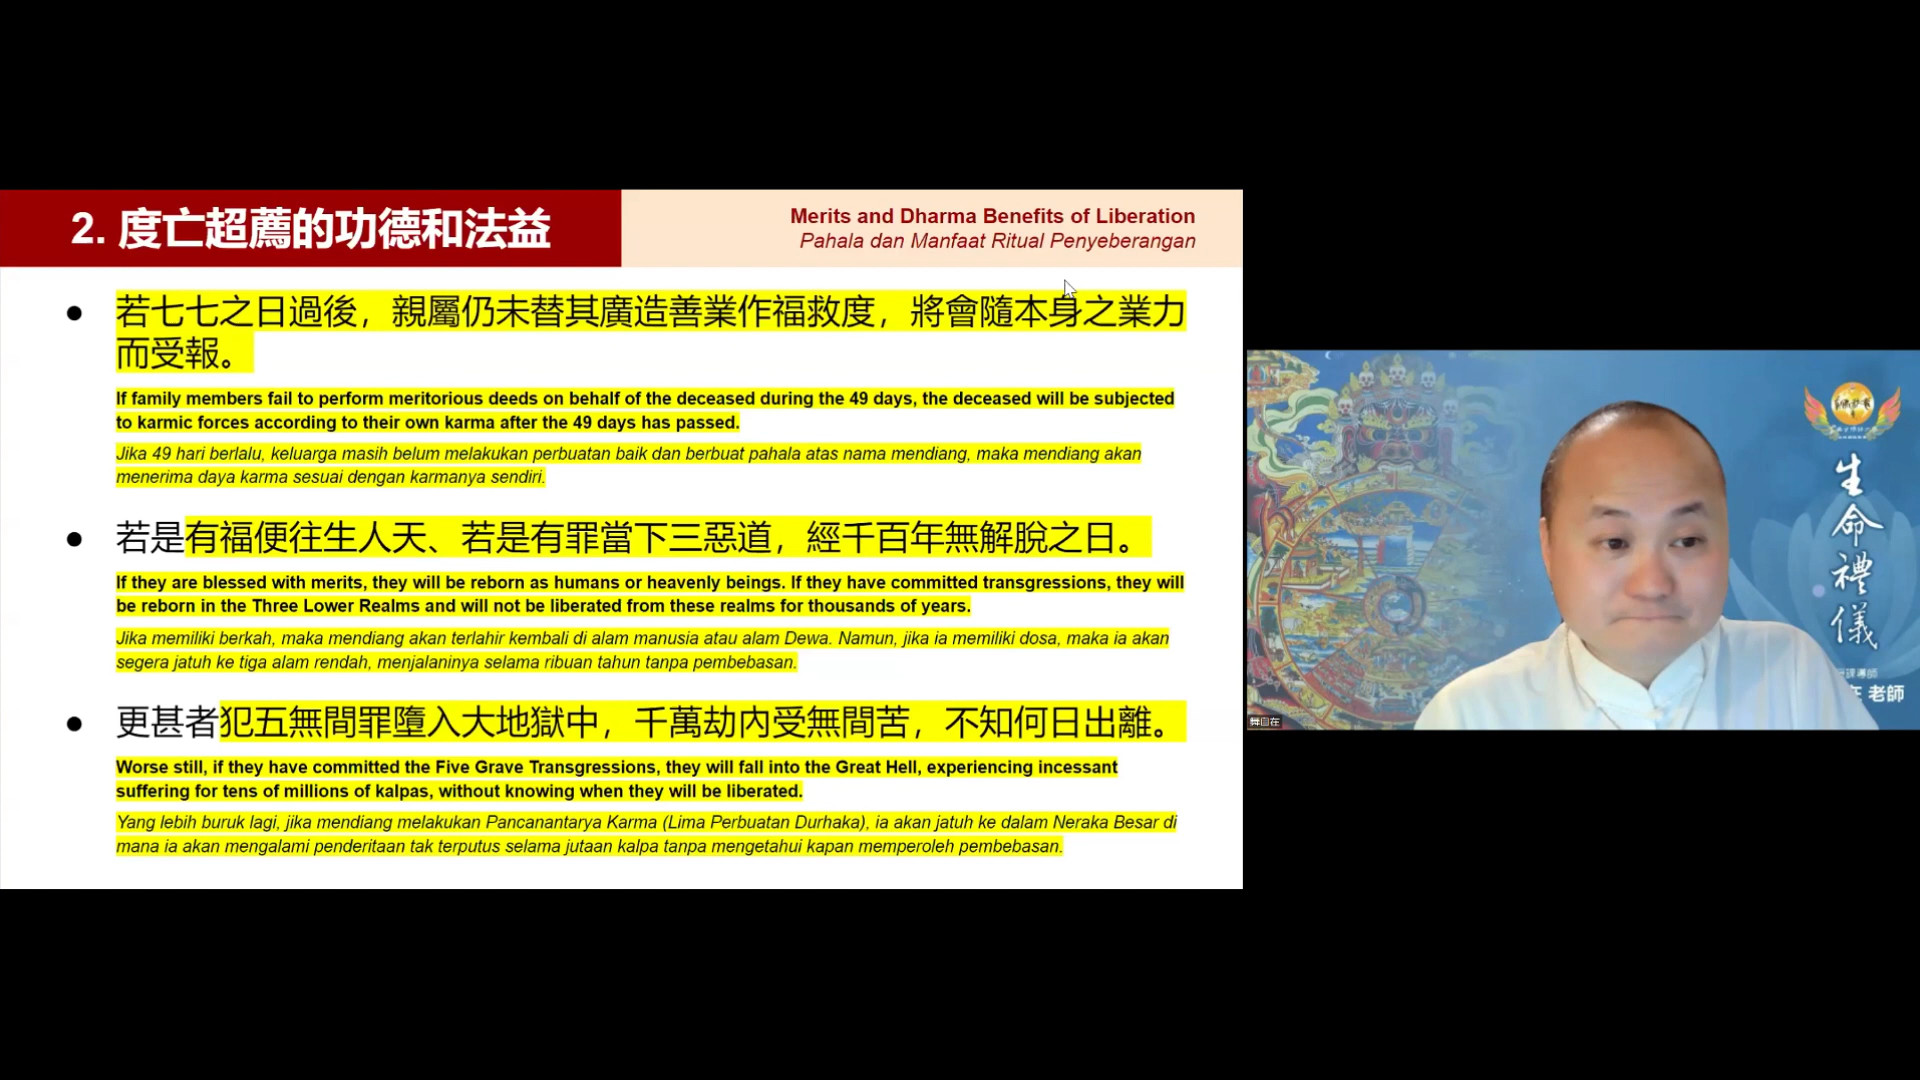 2. 度亡超薦的功德和法益
Merits and Dharma Benefits of Liberation
Pahala dan Manfaat Ritual Penyeberangan
● 若七七之日過後，親屬仍未替其廣造善業作福救度，將會隨本身之業力
而受報。
If family members fail to perform meritorious deeds on behalf of the deceased during the 49 days, the deceased will be subjected
to karmic forces according to their own karma after the 49 days has passed.
Jika 49 hari berlalu, keluarga masih belum melakukan perbuatan baik dan berbuat pahala atas nama mendiang, maka mendiang akan
menerima daya karma sesuai dengan karmanya sendiri.
● 若是有福便往生人天、若是有罪當下三惡道，經千百年無解脫之日。
If they are blessed with merits, they will be reborn as humans or heavenly beings. If they have committed transgressions, they will
be reborn in the Three Lower Realms and will not be liberated from these realms for thousands of years.
Jika memiliki berkah, maka mendiang akan terlahir kembali di alam manusia atau alam Dewa. Namun, jika ia memiliki dosa, maka ia akan
segera jatuh ke tiga alam rendah, menjalaninya selama ribuan tahun tanpa pembebasan.
● 更甚者犯五無間罪墮入大地獄中，千萬劫內受無間苦，不知何日出離。
Worse still, if they have committed the Five Grave Transgressions, they will fall into the Great Hell, experiencing incessant
suffering for tens of millions of kalpas, without knowing when they will be liberated.
Yang lebih buruk lagi, jika mendiang melakukan Pancanantarya Karma (Lima Perbuatan Durhaka), ia akan jatuh ke dalam Neraka Besar di
mana ia akan mengalami penderitaan tak terputus selama jutaan kalpa tanpa mengetahui kapan memperoleh pembebasan.
生命禮儀
導師
在 老師
舞自在